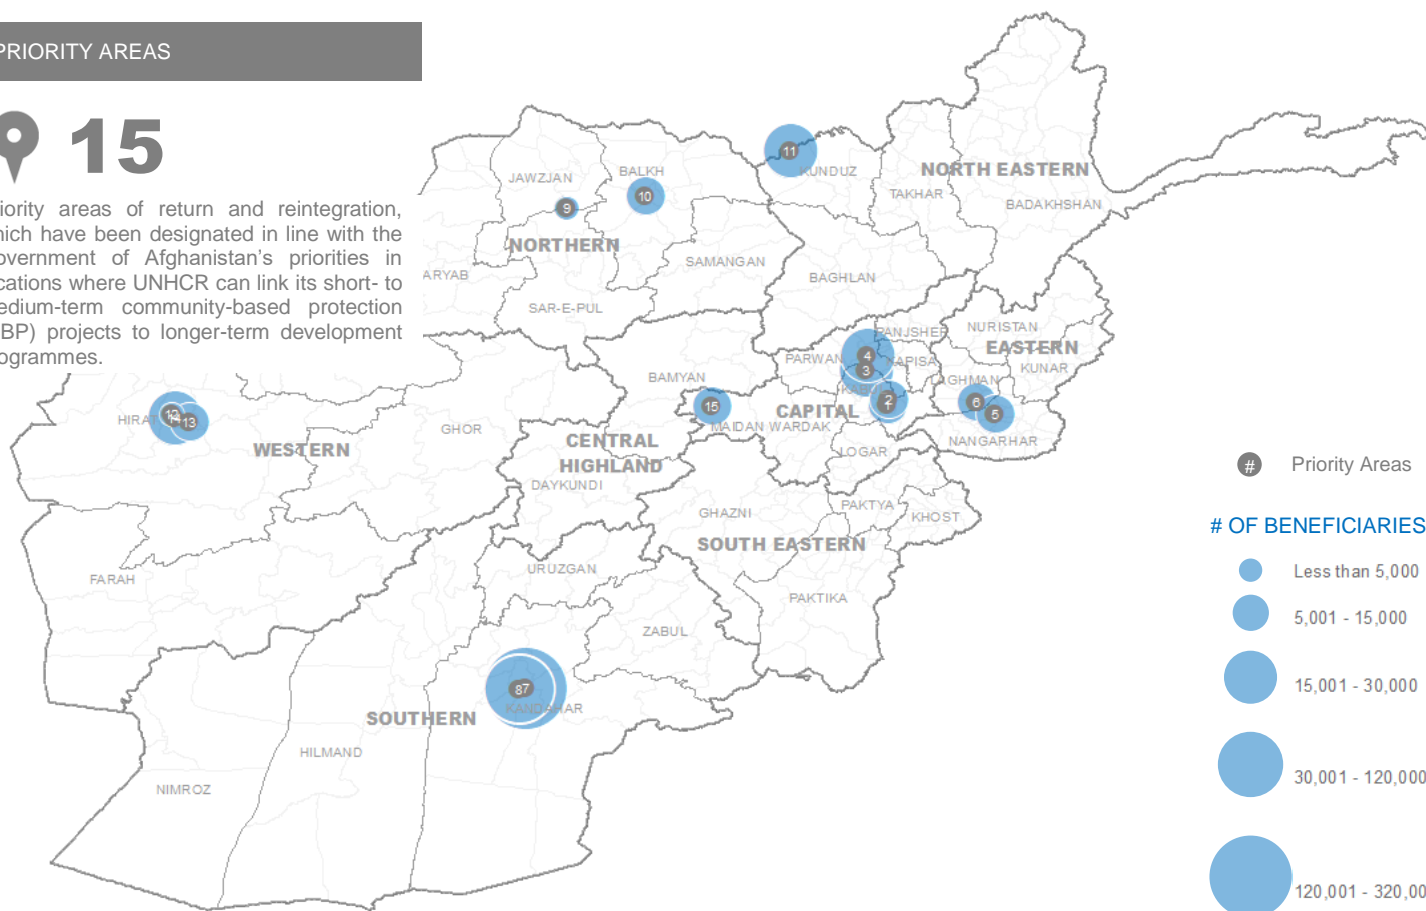 PRIORITY AREAS
15
iority areas of return and reintegration,
hich have been designated in line with the
overnment of Afghanistan's priorities in
cations where UNHCR can link its short- to
edium-term community-based protection
BP) projects to longer-term development
ogrammes.
11
KUNDUZ
NORTH EASTERN
TAKHAR
BADAKHSHAN
JAWZJAN
BALKH
10
9
NORTHERN
ARYAB
SAMANGAN
BAGHLAN
SAR-E-PUL
PANJSHER
NURISTAN
EASTERN
KUNAR
PARWAN
4
3
KAPISA
LAGHMAN
BAMYAN
2
1
6
5
15
CAPITAL
MAIDAN WARDAK
NANGARHAR
HIRAT
12
14
13
WESTERN
GHOR
CENTRAL
HIGHLAND
DAYKUNDI
LOGAR
# Priority Areas
GHAZNI
PAKTYA
KHOST
# OF BENEFICIARIES
SOUTH EASTERN
URUZGAN
FARAH
PAKTIKA
Less than 5,000
5,001 - 15,000
ZABUL
15,001 - 30,000
87
KANDAHAR
SOUTHERN
HILMAND
NIMROZ
30,001 - 120,000
120,001 - 320,00